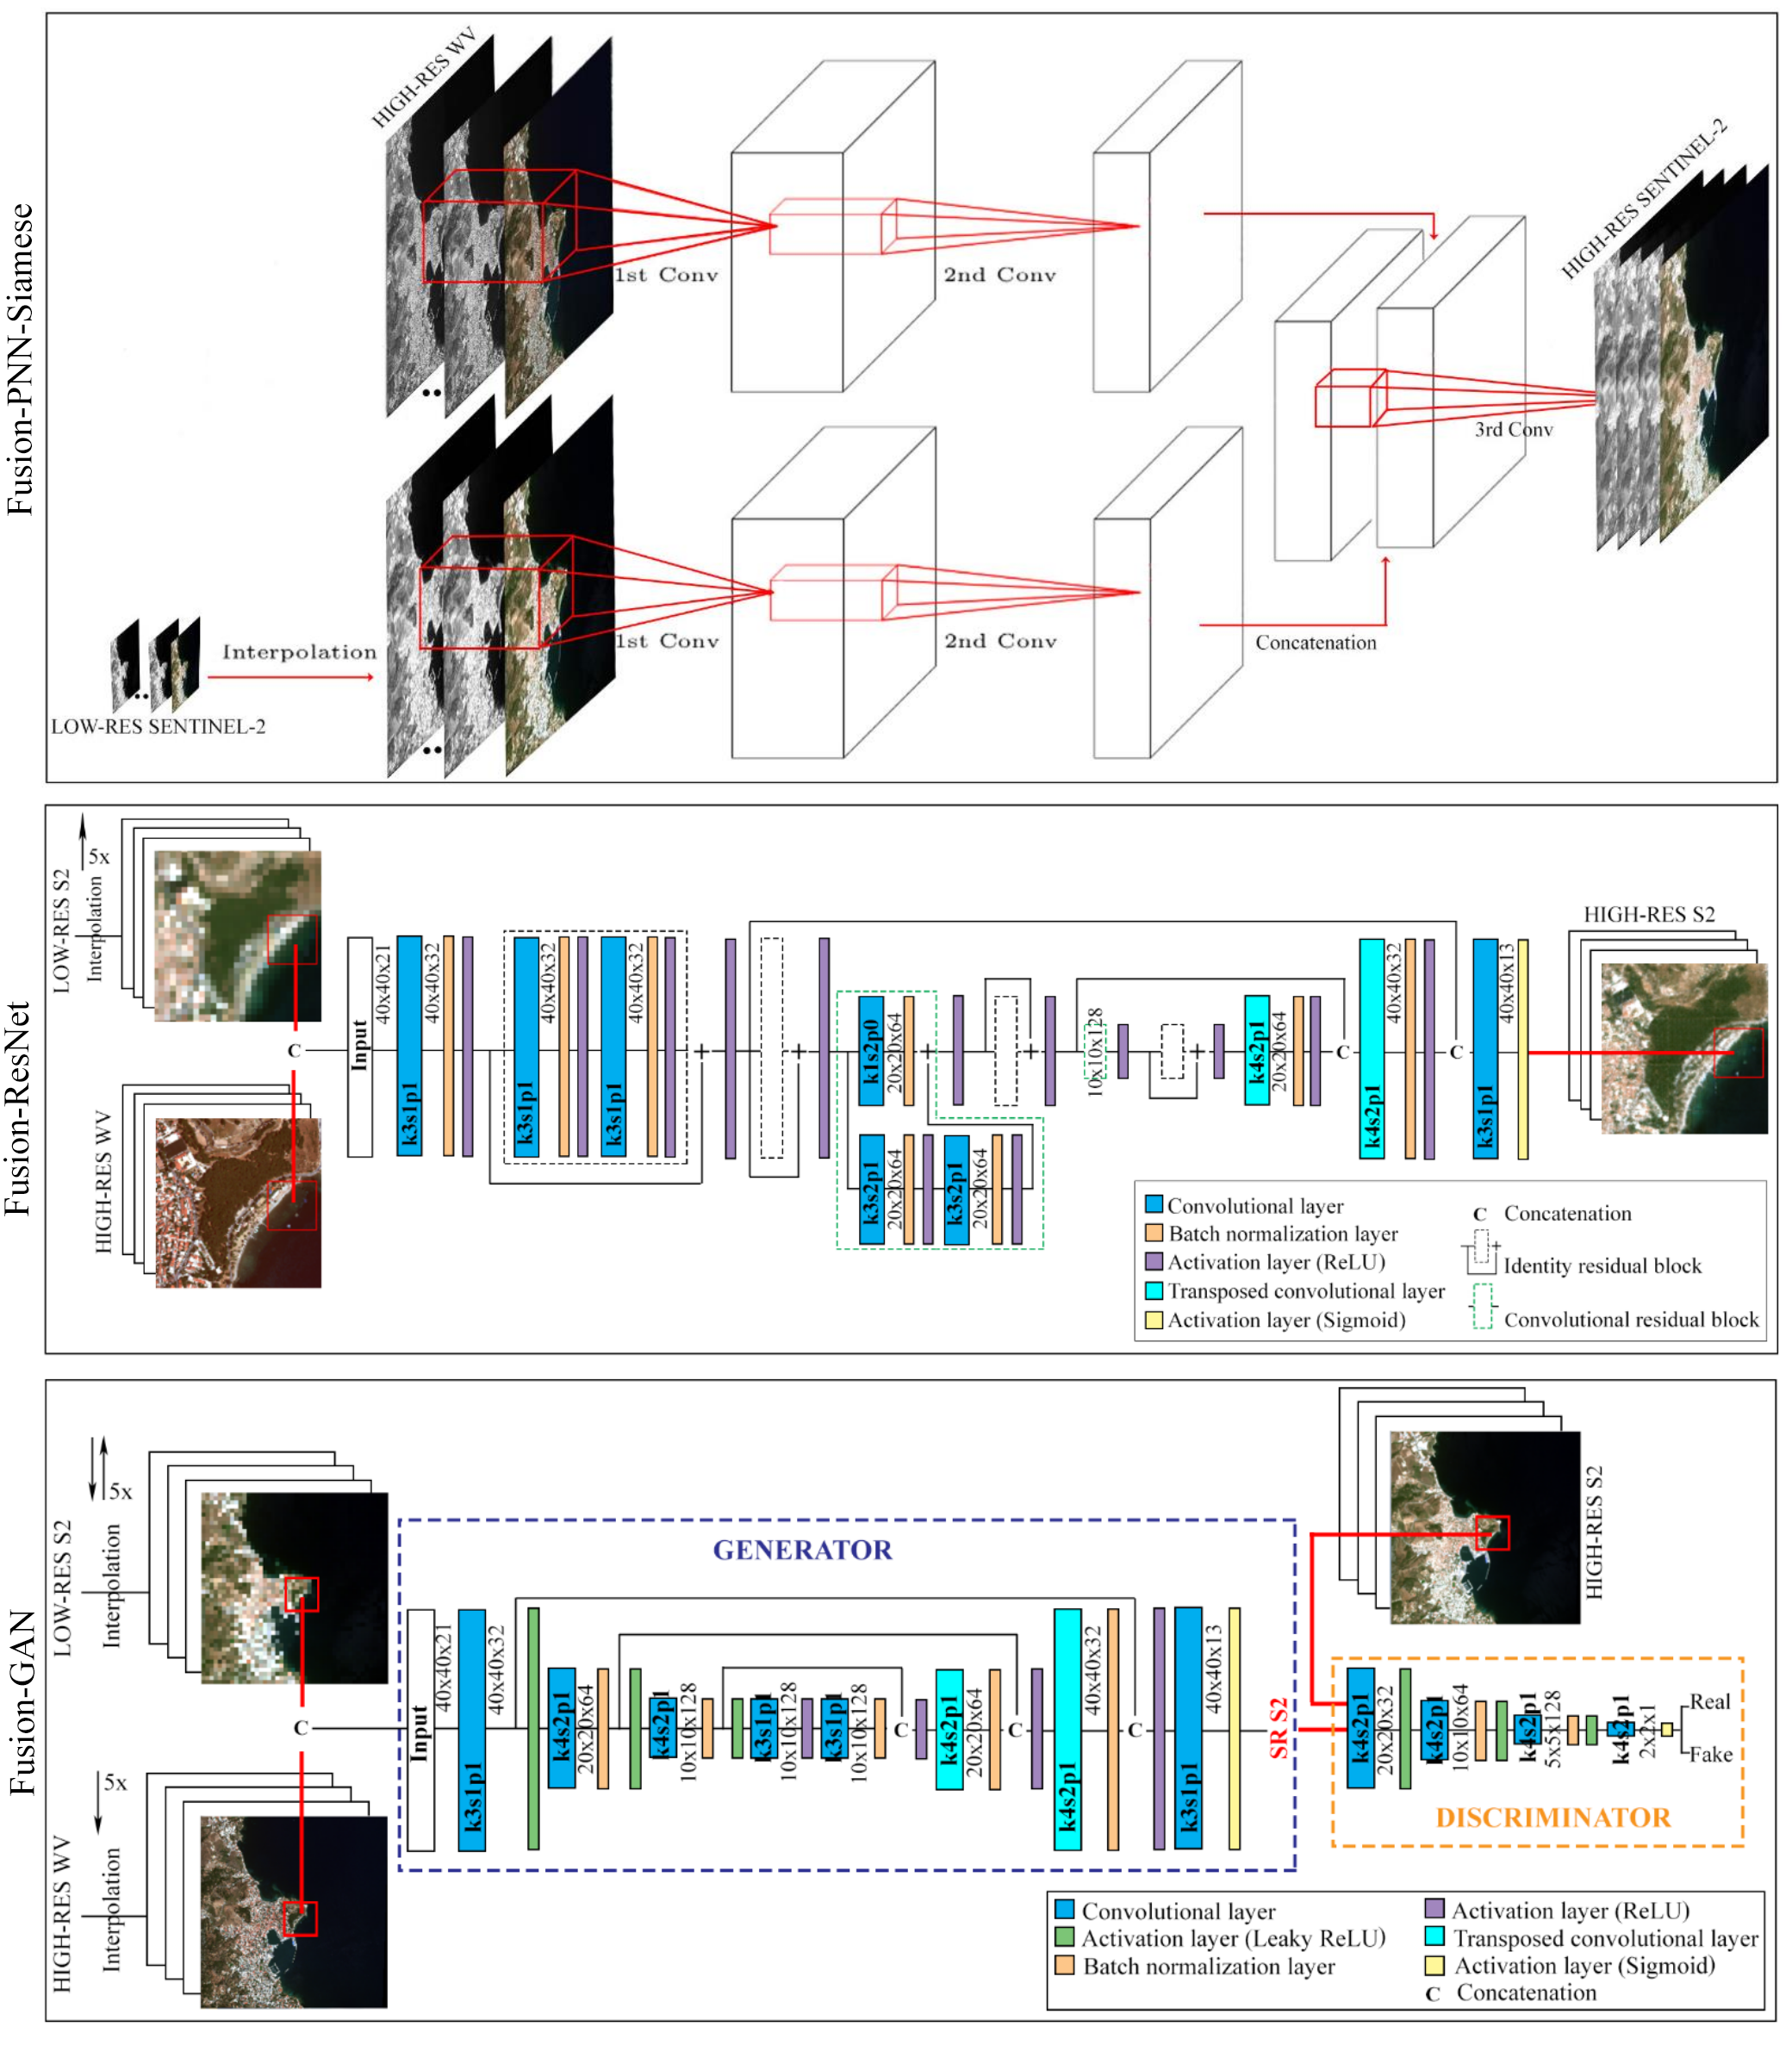 Fusion-PNN-Siamese
HIGH-RES WV
1st Conv
2nd Conv
HIGH-RES SENTINEL-2
3rd Conv
Interpolation
1st Conv
2nd Conv
Concatenation
LOW-RES SENTINEL-2
Fusion-ResNet
LOW-RES S2
Interpolation
5x
HIGH-RES WV
C
Input
40x40x21
k3s1p1
40x40x32
k3s1p1
40x40x32
k3s1p1
40x40x32
+
+
k1s2p0
20x20x64
+
k3s2p1
20x20x64
k3s2p1
20x20x64
+
10x10x128
+
k4s2p1
20x20x64
C
k4s2p1
40x40x32
C
k3s1p1
40x40x13
HIGH-RES S2
Convolutional layer
Batch normalization layer
Activation layer (ReLU)
Transposed convolutional layer
Activation layer (Sigmoid)
C Concatenation
+
Identity residual block
Convolutional residual block
Fusion-GAN
LOW-RES S2
Interpolation
5x
HIGH-RES WV
Interpolation
5x
C
GENERATOR
Input
40x40x21
k3s1p1
40x40x32
k4s2p1
20x20x64
k4s2p1
10x10x128
k3s1p1
10x10x128
k3s1p1
10x10x128
C
k4s2p1
20x20x64
C
k4s2p1
40x40x32
C
k3s1p1
40x40x13
SR S2
HIGH-RES S2
k4s2p1
20x20x32
k4s2p1
10x10x64
k4s2p1
5x5x128
k4s2p1
2x2x1
Real
Fake
DISCRIMINATOR
Convolutional layer
Activation layer (Leaky ReLU)
Batch normalization layer
Activation layer (ReLU)
Transposed convolutional layer
Activation layer (Sigmoid)
C Concatenation